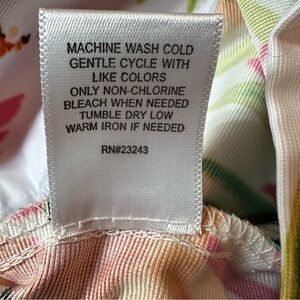 MACHINE WASH COLD
GENTLE CYCLE WITH
LIKE COLORS
ONLY NON-CHLORINE
BLEACH WHEN NEEDED
TUMBLE DRY LOW
WARM IRON IF NEEDED
RN#23243